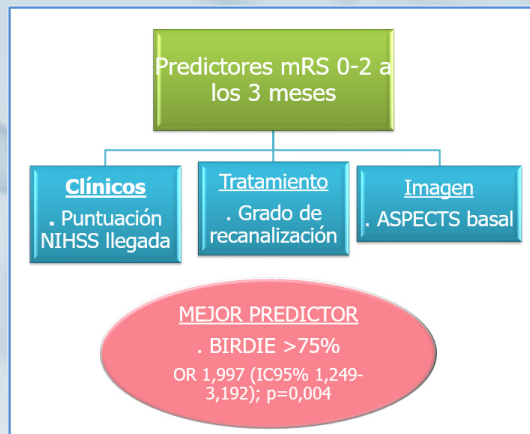 Predictores mRS 0-2 a
los 3 meses
Clínicos
. Puntuación
NIHSS llegada
Tratamiento
. Grado de
recanalización
Imagen
. ASPECTS basal
MEJOR PREDICTOR
. BIRDIE >75%
OR 1,997 (IC95% 1,249-
3,192); p=0,004